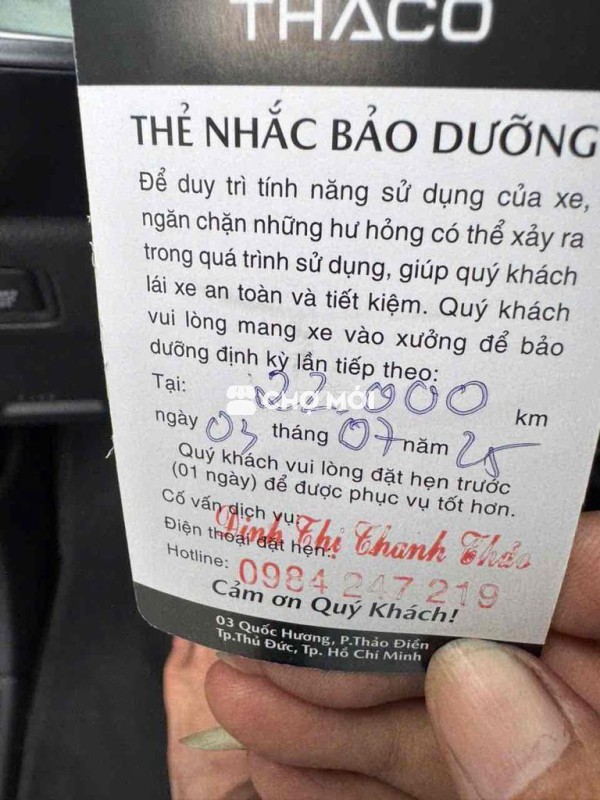 THACO
THẺ NHẮC BẢO DƯỠNG
Để duy trì tính năng sử dụng của xe,
ngăn chặn những hư hỏng có thể xảy ra
trong quá trình sử dụng, giúp quý khách
lái xe an toàn và tiết kiệm. Quý khách
vui lòng mang xe vào xưởng để bảo
dưỡng định kỳ lần tiếp theo:
Tại: 22.000 km
CHỢ MỚI
ngày 03 tháng 07 năm 25
Quý khách vui lòng đặt hẹn trước
(01 ngày) để được phục vụ tốt hơn.
Cố vấn dịch vụ:
Đinh Thị Thanh Thảo
Điện thoại đặt hẹn:
Hotline: 0984 247 219
Cảm ơn Quý Khách!
03 Quốc Hương, P.Thảo Điền
Tp.Thủ Đức, Tp. Hồ Chí Minh